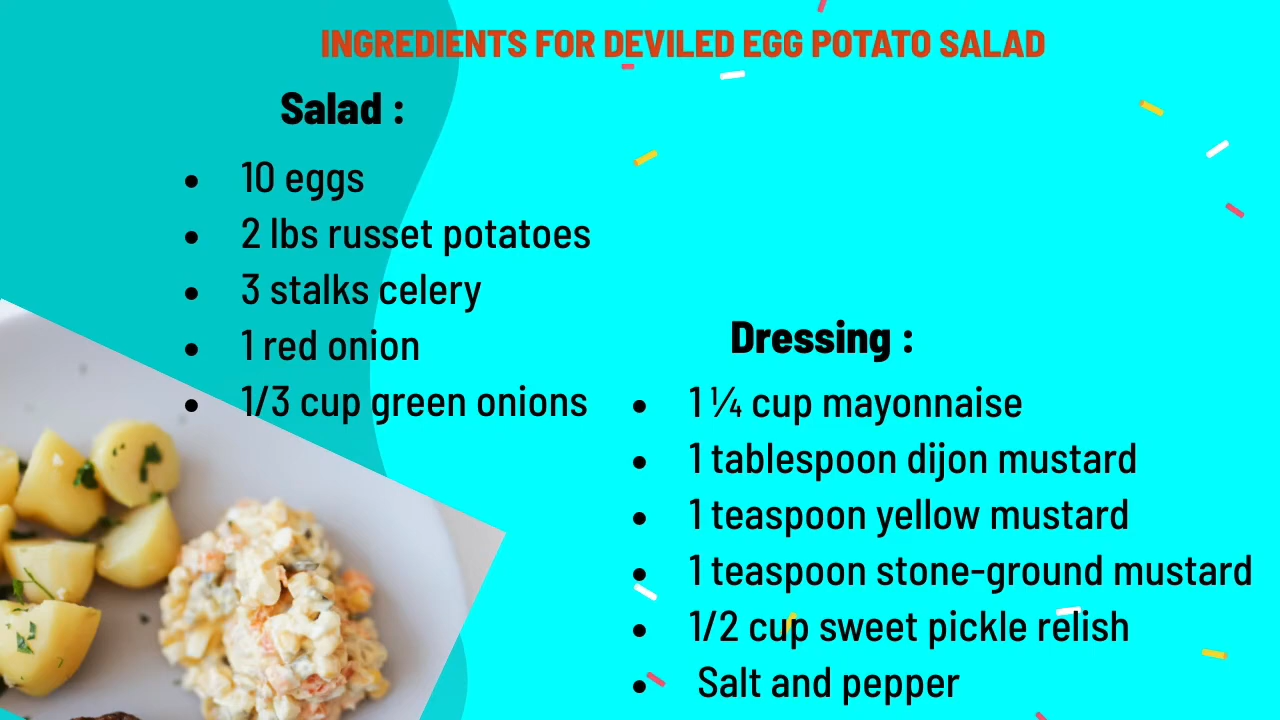 INGREDIENTS FOR DEVILED EGG POTATO SALAD
Salad :
• 10 eggs
• 2 lbs russet potatoes
• 3 stalks celery
• 1 red onion
• 1/3 cup green onions
Dressing :
• 1 ¼ cup mayonnaise
• 1 tablespoon dijon mustard
• 1 teaspoon yellow mustard
• 1 teaspoon stone-ground mustard
• 1/2 cup sweet pickle relish
• Salt and pepper